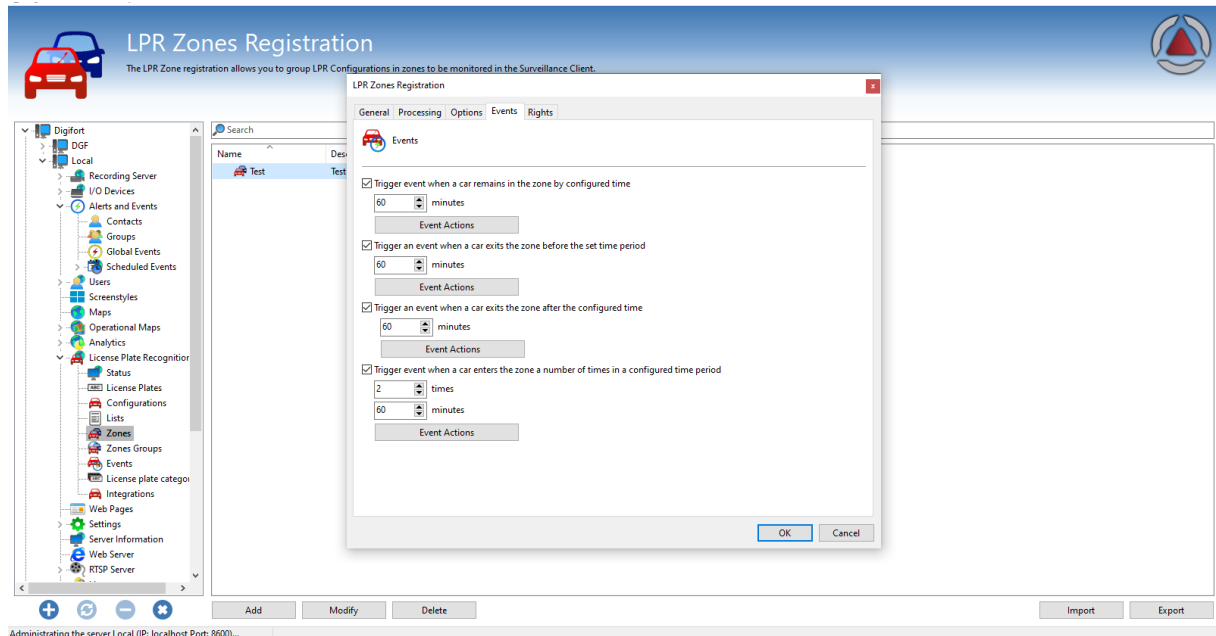 LPR Zones Registration
The LPR Zone registration allows you to group LPR Configurations in zones to be monitored in the Surveillance Client.
LPR Zones Registration
x
General Processing Options Events Rights
Events
Trigger event when a car remains in the zone by configured time
60 minutes
Event Actions
Trigger an event when a car exits the zone before the set time period
60 minutes
Event Actions
Trigger an event when a car exits the zone after the configured time
60 minutes
Event Actions
Trigger event when a car enters the zone a number of times in a configured time period
2 times
60 minutes
Event Actions
OK Cancel
Digifort
DGF
Local
Recording Server
I/O Devices
Alerts and Events
Contacts
Groups
Global Events
Scheduled Events
Users
Screenstyles
Maps
Operational Maps
Analytics
License Plate Recognition
Status
ABC License Plates
Configurations
Lists
Zones
Zones Groups
Events
License plate categor
Integrations
Web Pages
Settings
Server Information
Web Server
RTSP Server
Search
Name Des
Test Test
Add Modify Delete Import Export
Administrating the server Local (IP: localhost Port: 8600)...